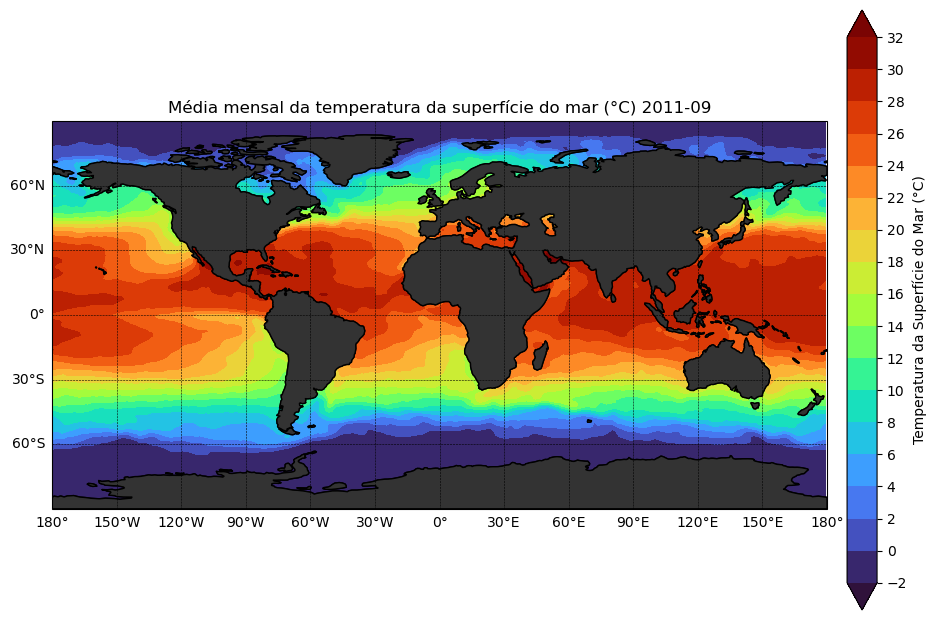 Média mensal da temperatura da superfície do mar (°C) 2011-09
60°N
30°N
0°
30°S
60°S
180° 150°W 120°W 90°W 60°W 30°W 0° 30°E 60°E 90°E 120°E 150°E 180°
32
30
28
26
24
22
20
18
16
14
12
10
8
6
4
2
0
−2
Temperatura da Superfície do Mar (°C)